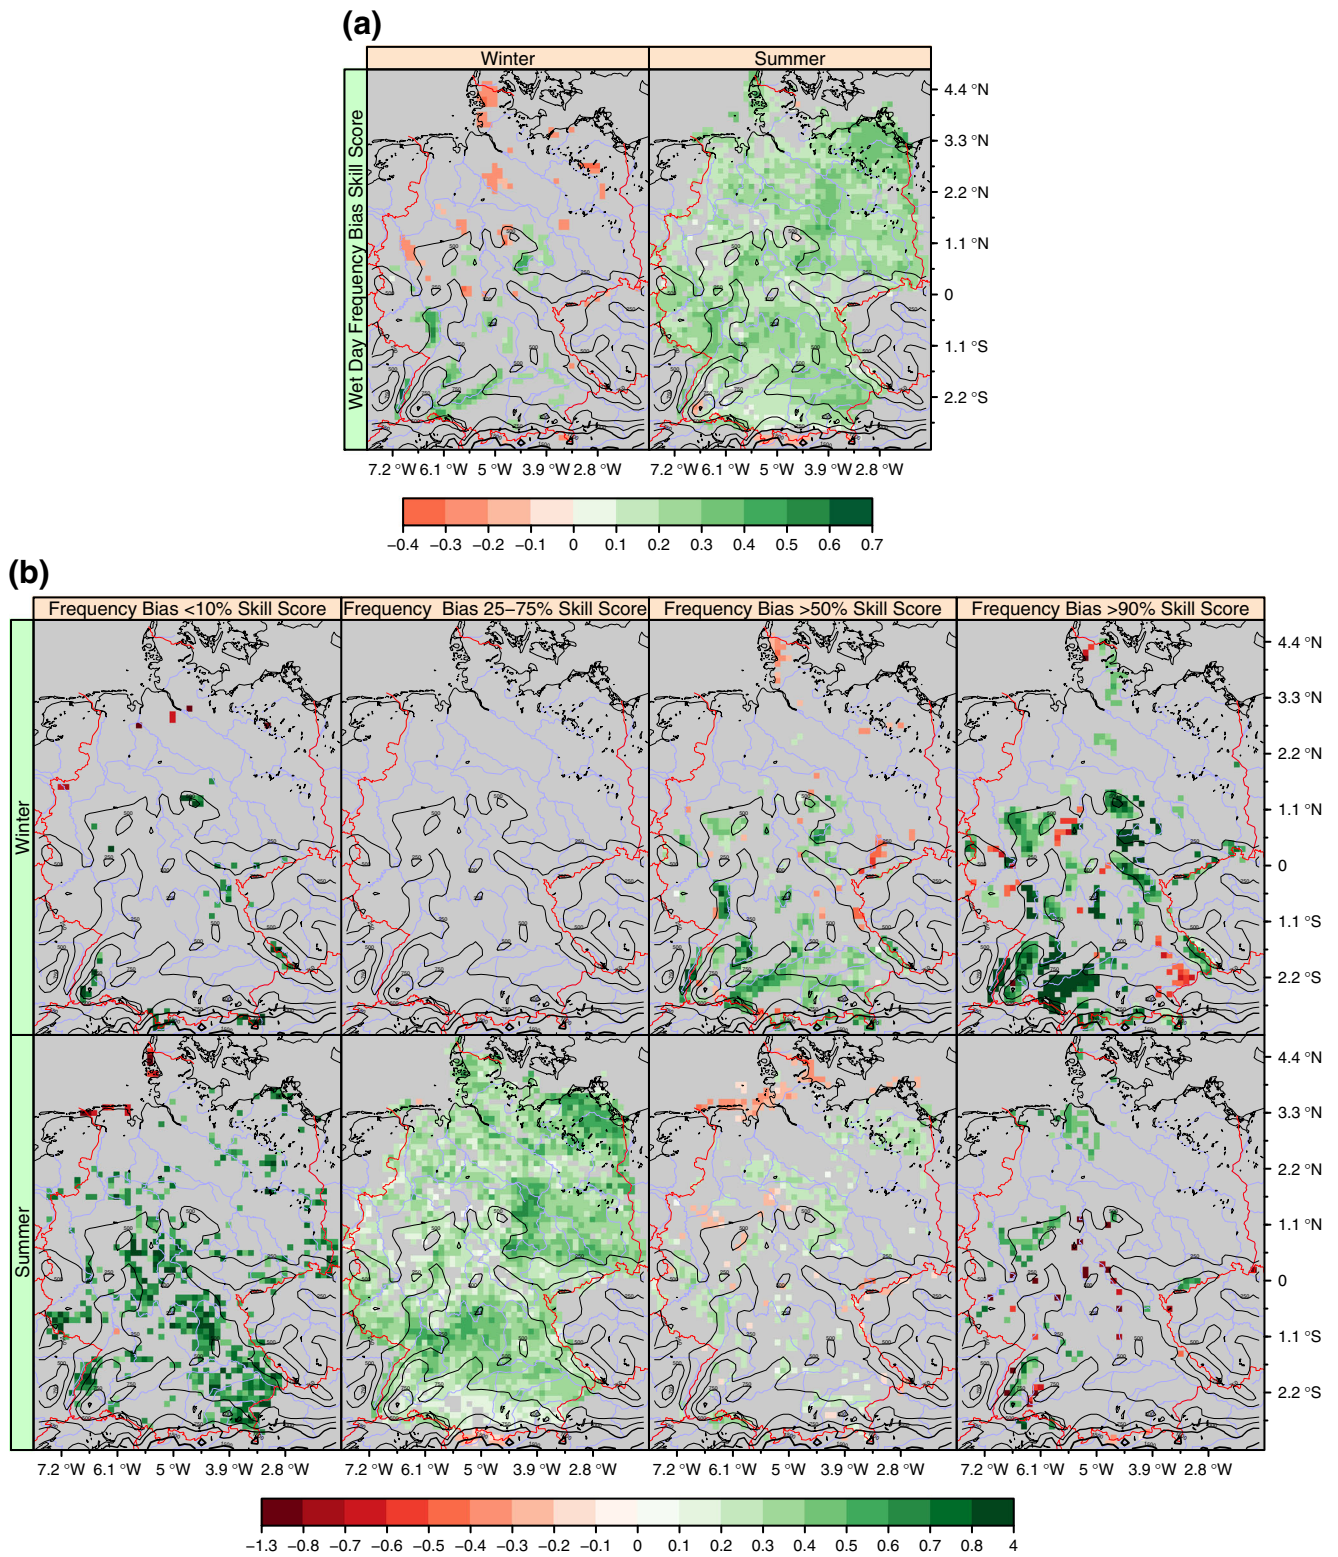 (a)
Winter
Summer
Wet Day Frequency Bias Skill Score
4.4 °N
3.3 °N
2.2 °N
1.1 °N
0
1.1 °S
2.2 °S
7.2 °W 6.1 °W 5 °W 3.9 °W 2.8 °W
7.2 °W 6.1 °W 5 °W 3.9 °W 2.8 °W
−0.4 −0.3 −0.2 −0.1 0 0.1 0.2 0.3 0.4 0.5 0.6 0.7
(b)
Frequency Bias <10% Skill Score
Frequency Bias 25−75% Skill Score
Frequency Bias >50% Skill Score
Frequency Bias >90% Skill Score
Winter
4.4 °N
3.3 °N
2.2 °N
1.1 °N
0
1.1 °S
2.2 °S
Summer
4.4 °N
3.3 °N
2.2 °N
1.1 °N
0
1.1 °S
2.2 °S
7.2 °W 6.1 °W 5 °W 3.9 °W 2.8 °W
7.2 °W 6.1 °W 5 °W 3.9 °W 2.8 °W
7.2 °W 6.1 °W 5 °W 3.9 °W 2.8 °W
7.2 °W 6.1 °W 5 °W 3.9 °W 2.8 °W
−1.3 −0.8 −0.7 −0.6 −0.5 −0.4 −0.3 −0.2 −0.1 0 0.1 0.2 0.3 0.4 0.5 0.6 0.7 0.8 4